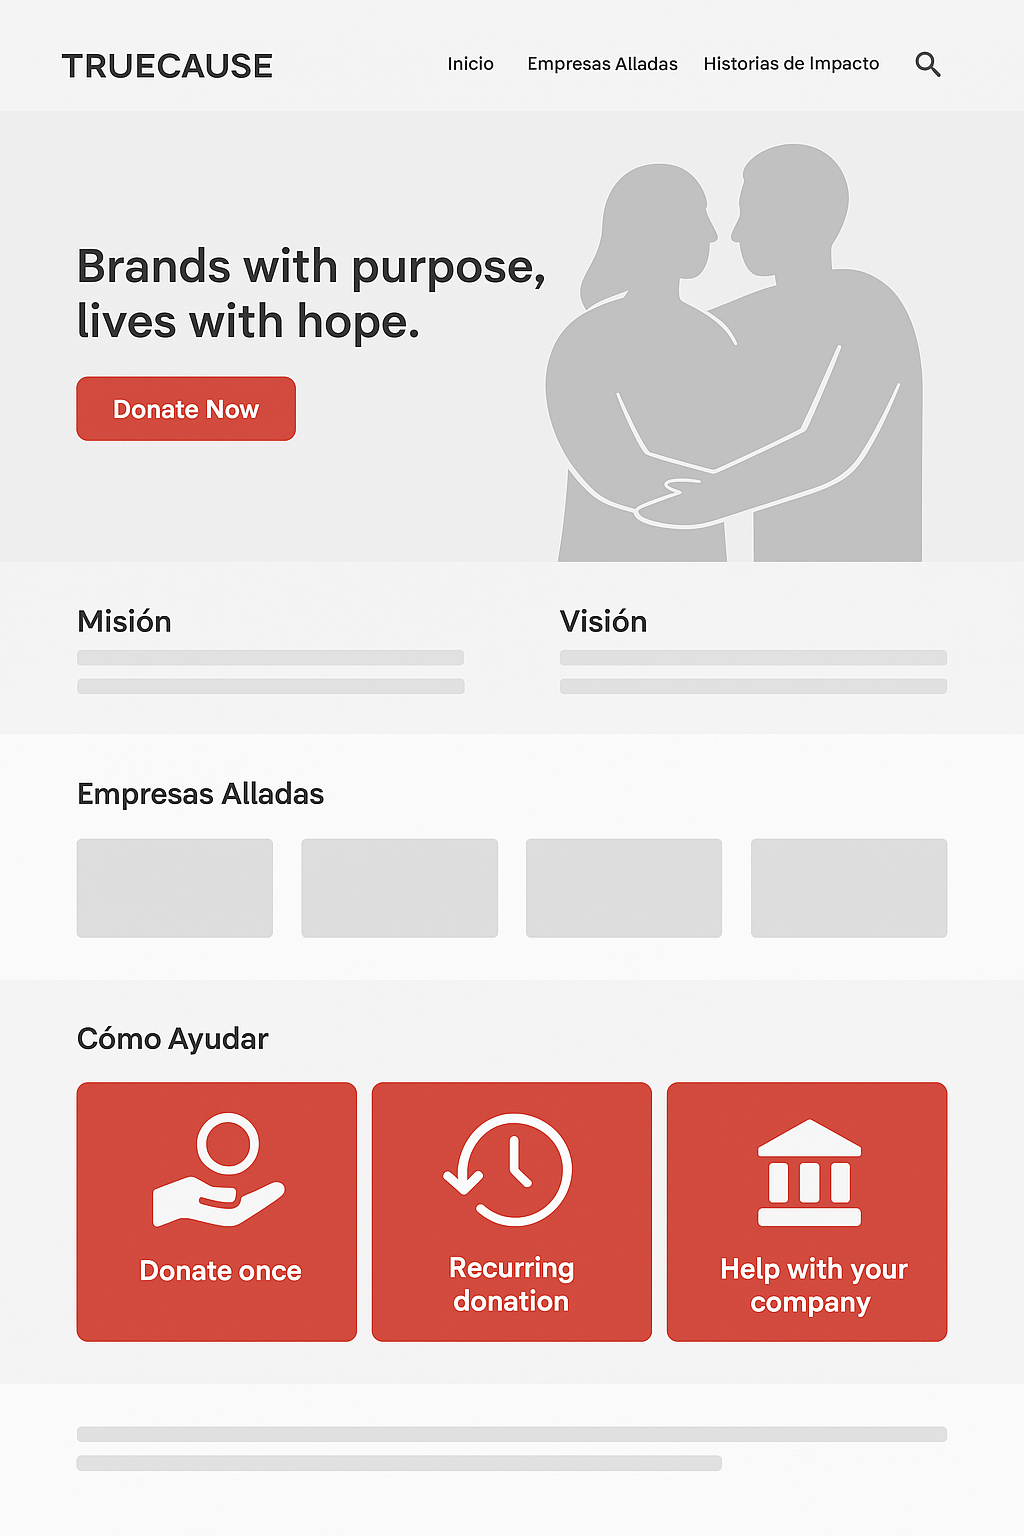 TRUECAUSE
Inicio
Empresas Alladas
Historias de Impacto
Brands with purpose,
lives with hope.
Donate Now
Misión
Visión
Empresas Alladas
Cómo Ayudar
Donate once
Recurring
donation
Help with your
company